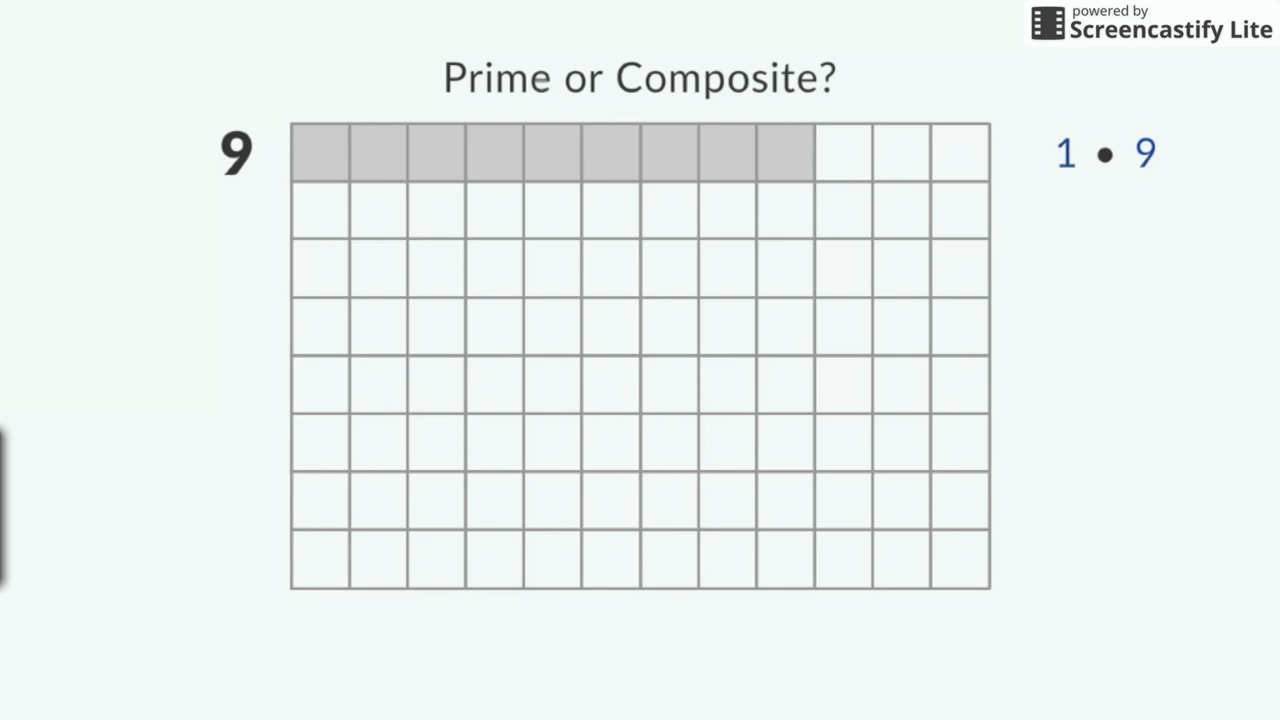 powered by
Screencastify Lite
Prime or Composite?
9
1 • 9